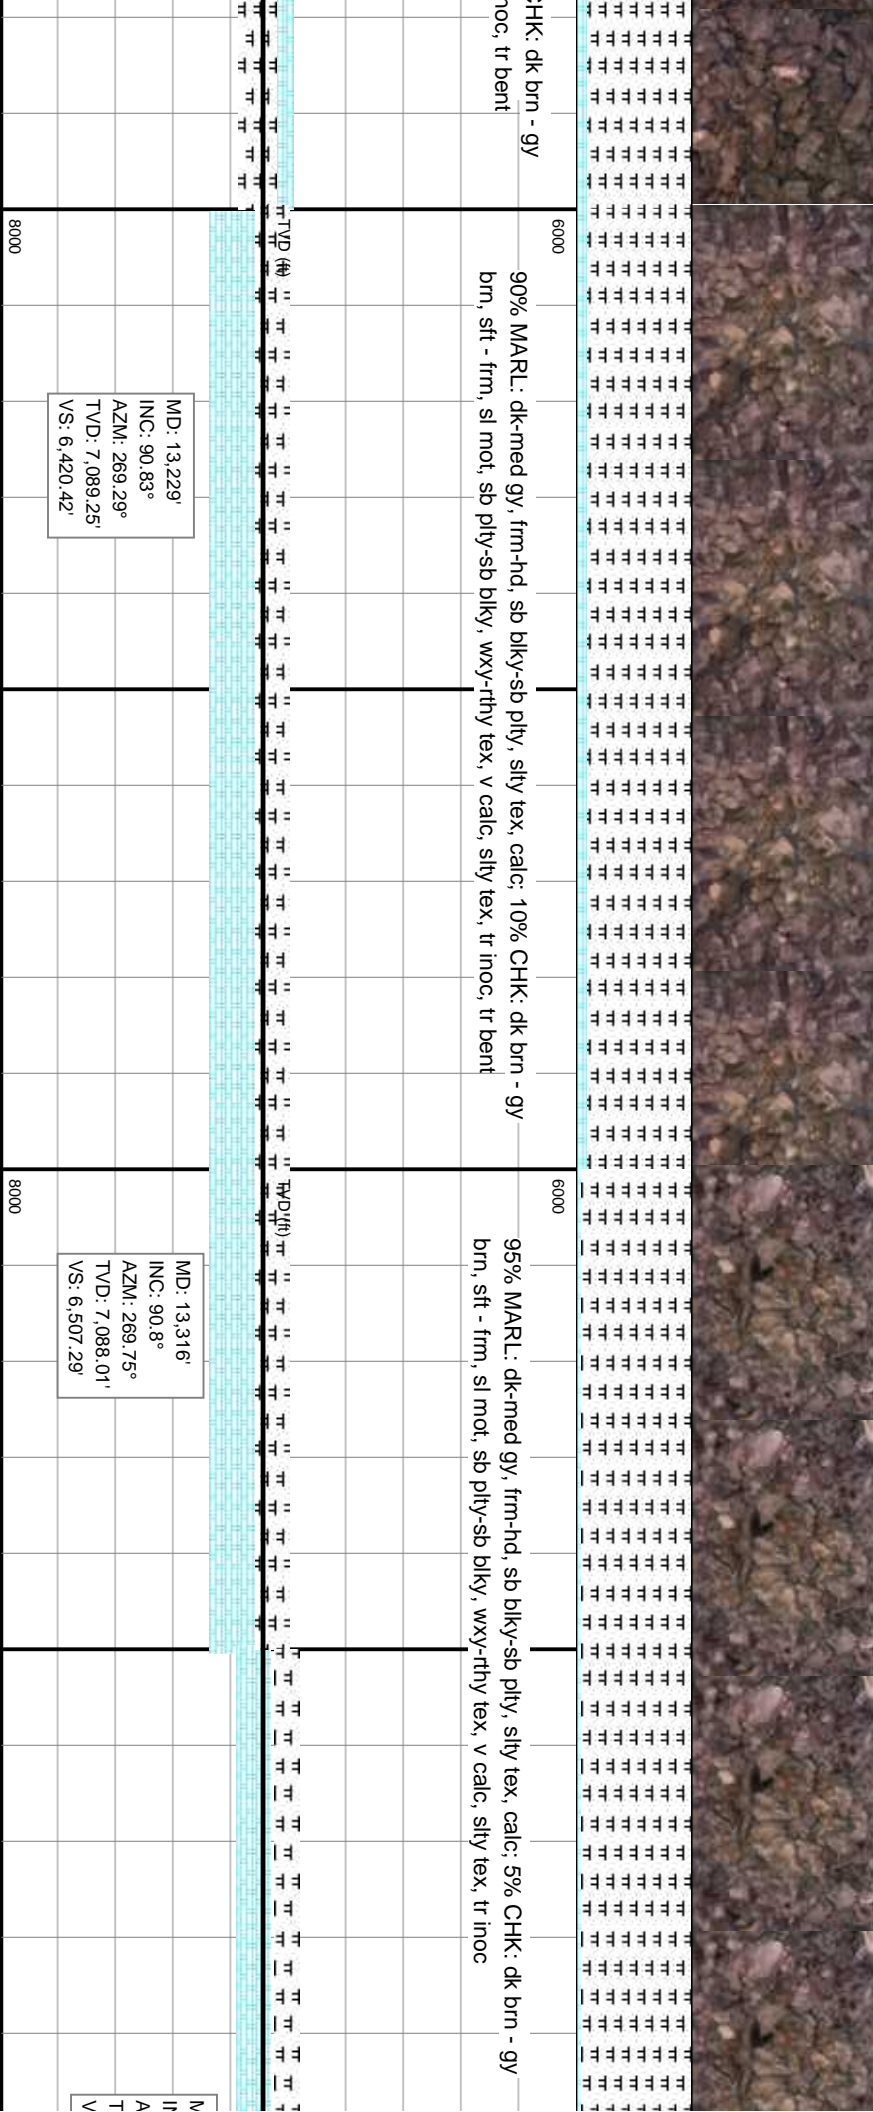 CHK: dk brn - gy
noc, tr bent
6000
TVD (ft)
8000
90% MARL: dk-med gy, frm-hd, sb blky-sb plty, slty tex, calc; 10% CHK: dk brn - gy
brn, sft - frm, sl mot, sb plty-sb blky, wxy-rthy tex, v calc, slty tex, tr inoc, tr bent
MD: 13,229'
INC: 90.83°
AZM: 269.29°
TVD: 7,089.25'
VS: 6,420.42'
6000
TVD (ft)
8000
95% MARL: dk-med gy, frm-hd, sb blky-sb plty, slty tex, calc; 5% CHK: dk brn - gy
brn, sft - frm, sl mot, sb plty-sb blky, wxy-rthy tex, v calc, slty tex, tr inoc
MD: 13,316'
INC: 90.8°
AZM: 269.75°
TVD: 7,088.01'
VS: 6,507.29'